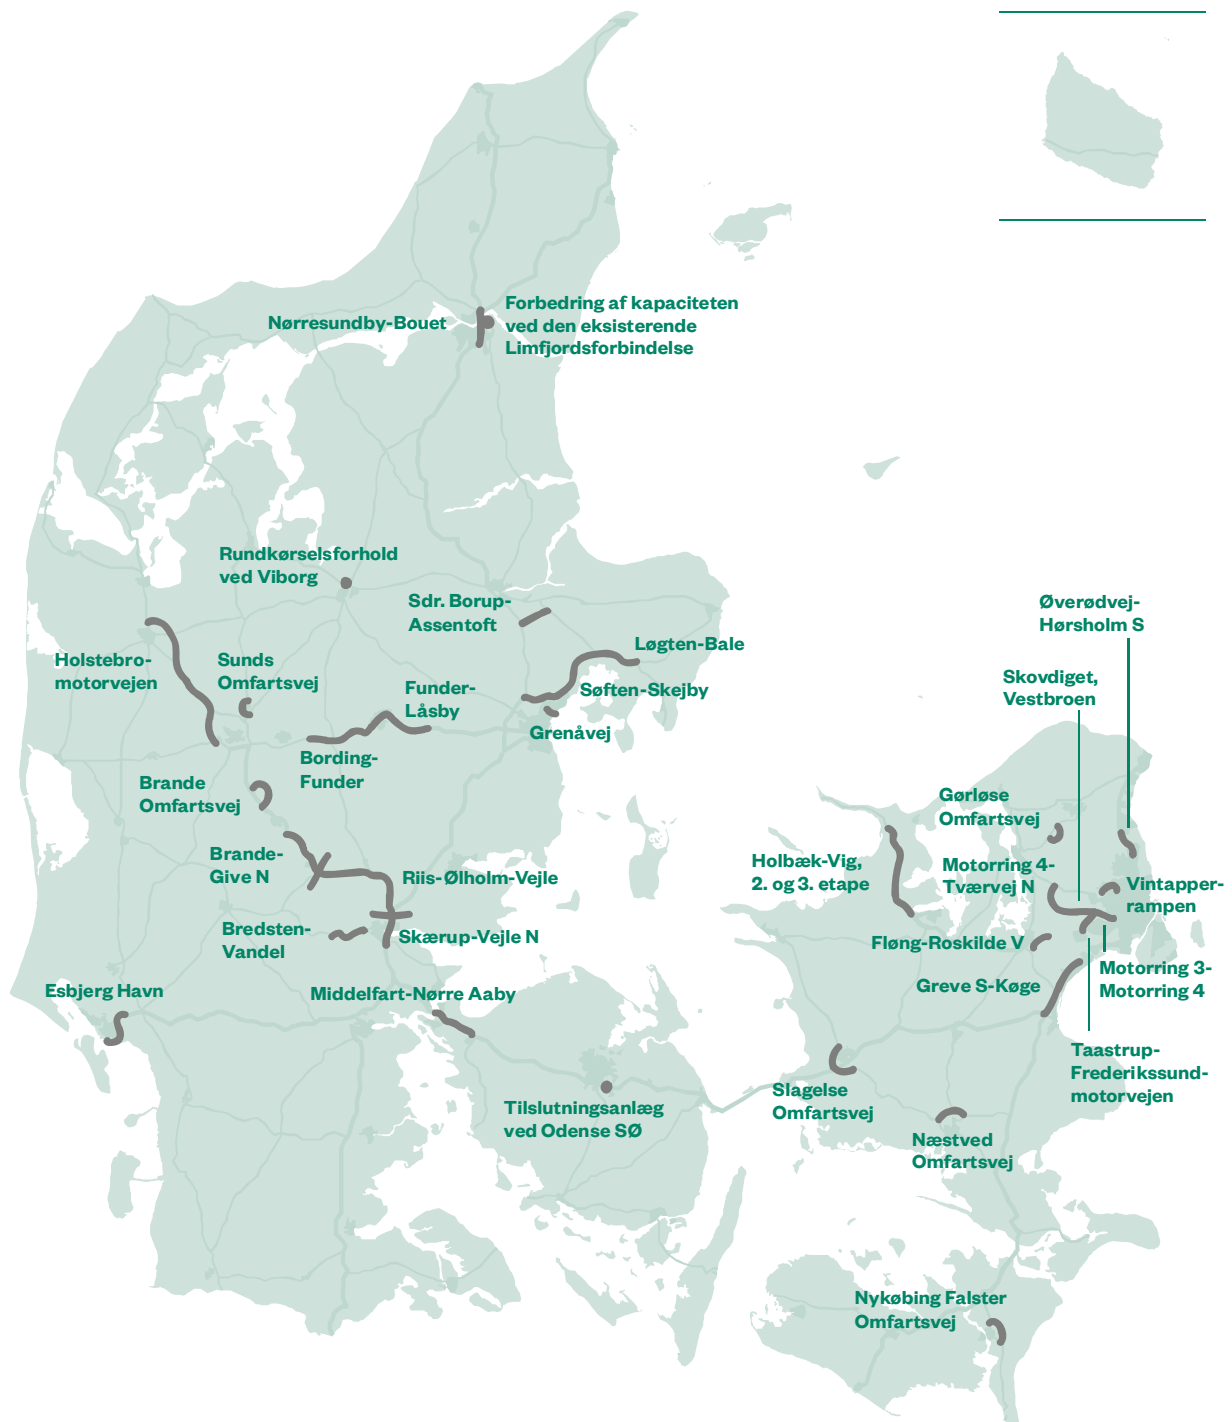 Forbedring af kapaciteten
ved den eksisterende
Limfjordsforbindelse
Nørresundby-Bouet
Rundkørselsforhold
ved Viborg
Sdr. Borup-
Assentoft
Øverødvej-
Hørsholm S
Løgten-Bale
Holstebro-
motorvejen
Sunds
Omfartsvej
Funder-
Låsby
Søften-Skejby
Skovdiget,
Vestbroen
Grenåvej
Bording-
Funder
Brande
Omfartsvej
Gørløse
Omfartsvej
Brande-
Give N
Riis-Ølholm-Vejle
Holbæk-Vig,
2. og 3. etape
Motorring 4-
Tværvej N
Vintapper-
rampen
Bredsten-
Vandel
Skærup-Vejle N
Fløng-Roskilde V
Motorring 3-
Motorring 4
Esbjerg Havn
Middelfart-Nørre Aaby
Greve S-Køge
Taastrup-
Frederikssund-
motorvejen
Slagelse
Omfartsvej
Tilslutningsanlæg
ved Odense SØ
Næstved
Omfartsvej
Nykøbing Falster
Omfartsvej